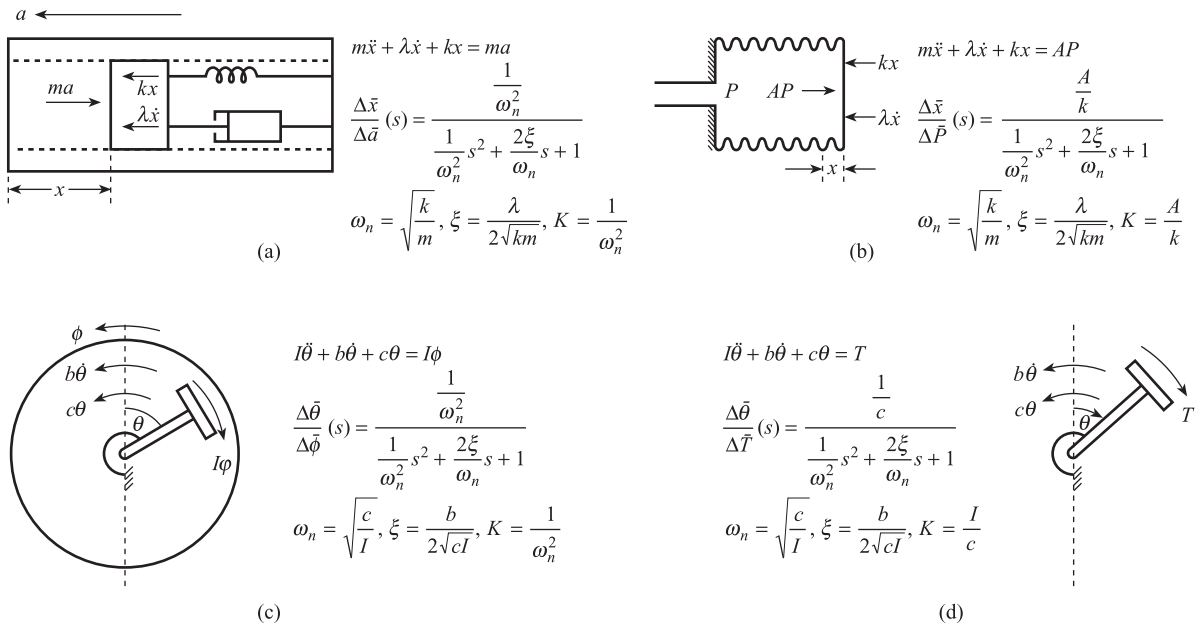 a
ma
kx
λẋ
x
mẍ + λẋ + kx = ma
Δx̄/Δā (s) = (1/ω_n²) / ((1/ω_n²)s² + (2ξ/ω_n)s + 1)
ω_n = √(k/m), ξ = λ/(2√(km)), K = 1/ω_n²
(a)
P
AP
kx
λẋ
x
mẍ + λẋ + kx = AP
Δx̄/ΔP̄ (s) = (A/k) / ((1/ω_n²)s² + (2ξ/ω_n)s + 1)
ω_n = √(k/m), ξ = λ/(2√(km)), K = A/k
(b)
ϕ
bθ̇
cθ
θ
Iφ
Iθ̈ + bθ̇ + cθ = Iϕ
Δθ̄/Δϕ̄ (s) = (1/ω_n²) / ((1/ω_n²)s² + (2ξ/ω_n)s + 1)
ω_n = √(c/I), ξ = b/(2√(cI)), K = 1/ω_n²
(c)
Iθ̈ + bθ̇ + cθ = T
Δθ̄/ΔT̄ (s) = (1/c) / ((1/ω_n²)s² + (2ξ/ω_n)s + 1)
ω_n = √(c/I), ξ = b/(2√(cI)), K = I/c
bθ̇
cθ
θ
T
(d)